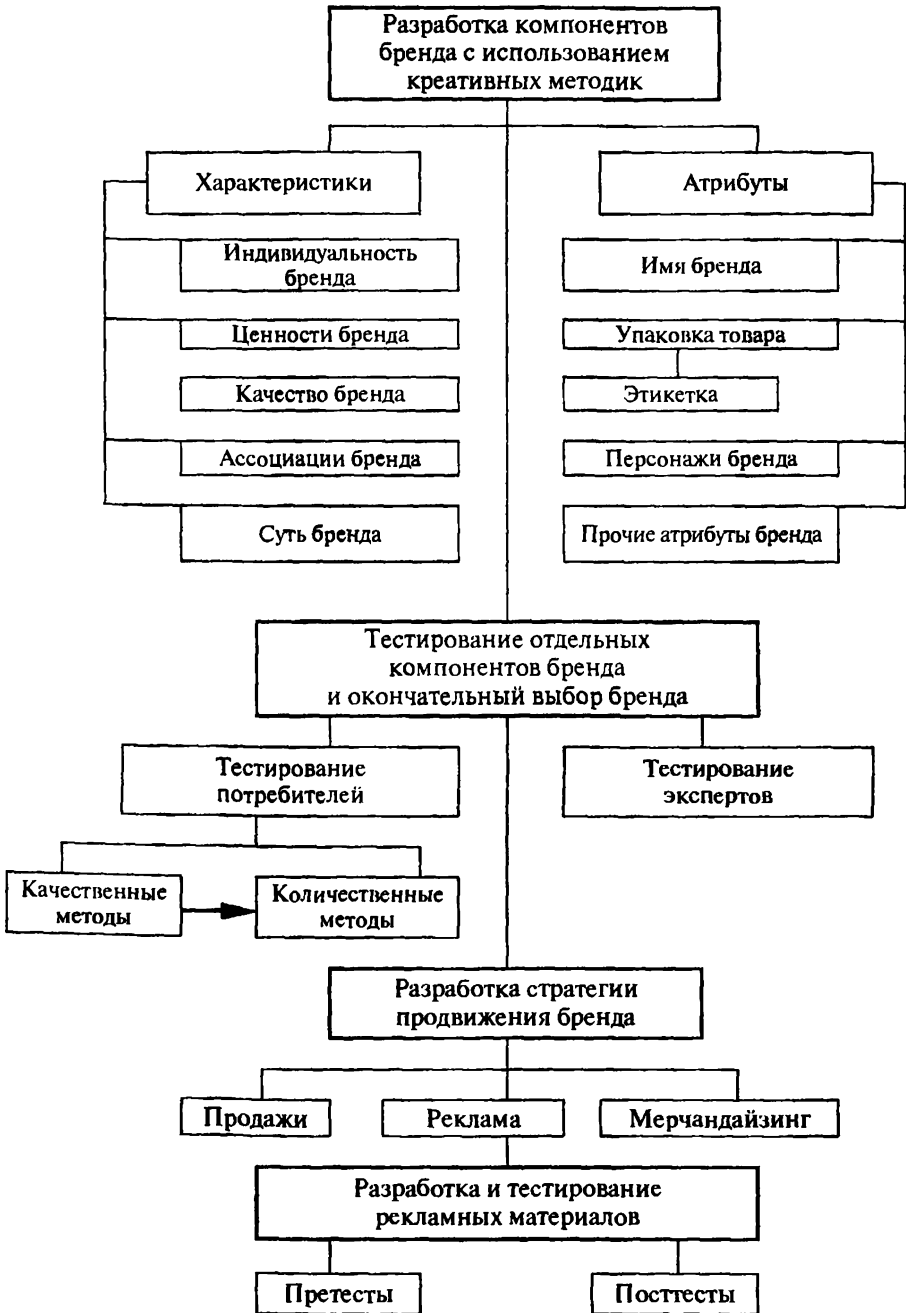 Разработка компонентов
бренда с использованием
креативных методик
Характеристики
Атрибуты
Индивидуальность
бренда
Имя бренда
Ценности бренда
Упаковка товара
Качество бренда
Этикетка
Ассоциации бренда
Персонажи бренда
Суть бренда
Прочие атрибуты бренда
Тестирование отдельных
компонентов бренда
и окончательный выбор бренда
Тестирование
потребителей
Тестирование
экспертов
Качественные
методы
Количественные
методы
Разработка стратегии
продвижения бренда
Продажи
Реклама
Мерчандайзинг
Разработка и тестирование
рекламных материалов
Претесты
Посттесты